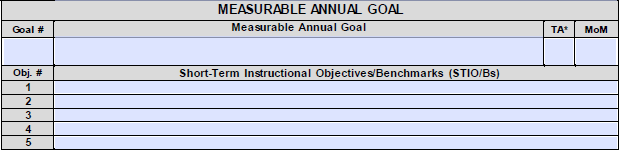 MEASURABLE ANNUAL GOAL
Goal # Measurable Annual Goal TA* MoM
Obj. # Short-Term Instructional Objectives/Benchmarks (STIO/Bs)
1
2
3
4
5